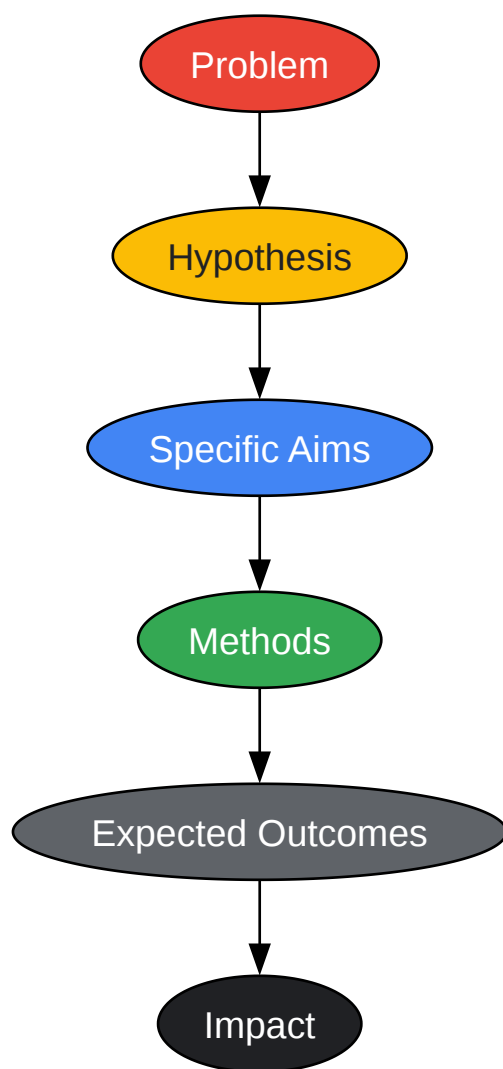 Problem
Hypothesis
Specific Aims
Methods
Expected Outcomes
Impact